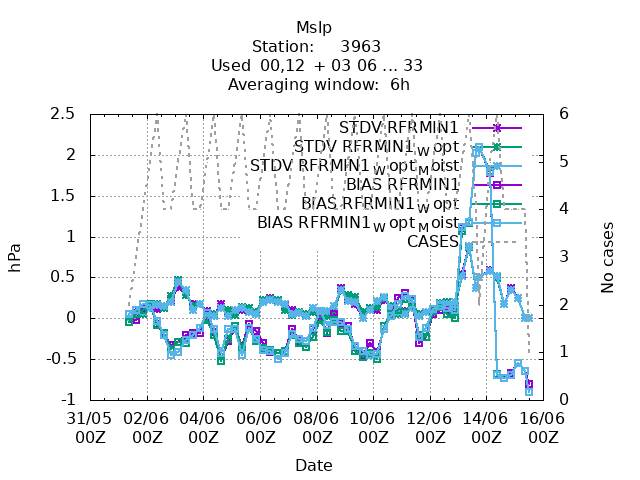 Mslp
Station: 3963
Used 00,12 + 03 06 ... 33
Averaging window: 6h
2.5
2
1.5
1
0.5
0
-0.5
-1
hPa
6
5
4
3
2
1
0
No cases
STDV RFRMIN1
STDV RFRMIN1_W opt
STDV RFRMIN1_W opt_M oist
BIAS RFRMIN1
BIAS RFRMIN1_W opt
BIAS RFRMIN1_W opt_M oist
CASES
31/05 02/06 04/06 06/06 08/06 10/06 12/06 14/06 16/06
00Z 00Z 00Z 00Z 00Z 00Z 00Z 00Z 00Z
Date